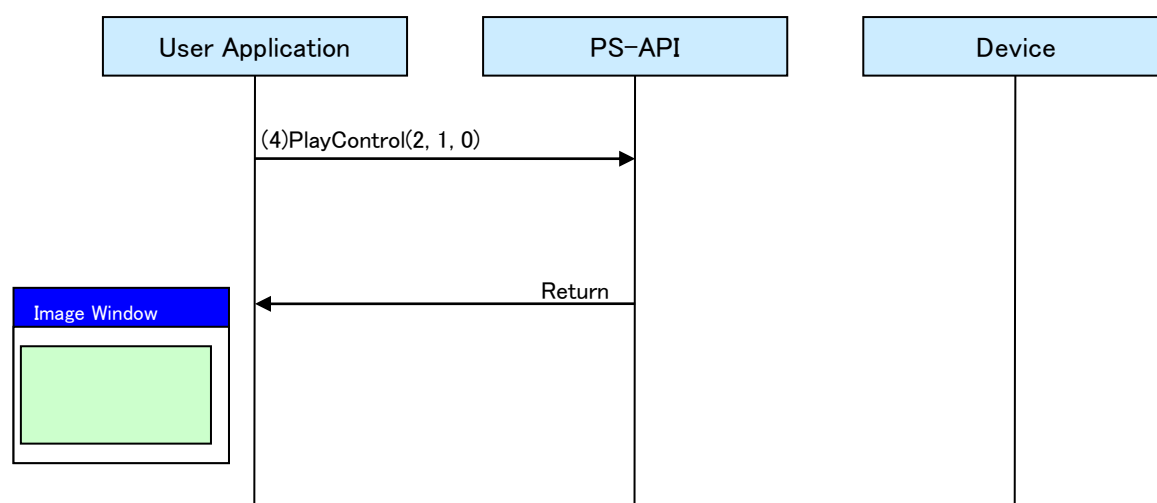 User Application
PS-API
Device
(4)PlayControl(2, 1, 0)
Return
Image Window